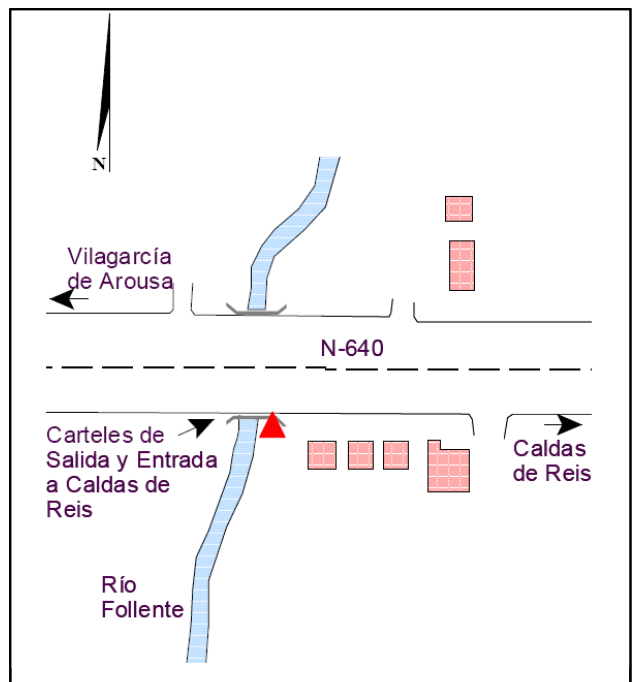 N
Vilagarcía
de Arousa
N-640
Carteles de
Salida y Entrada
a Caldas de
Reis
Caldas
de Reis
Río
Follente